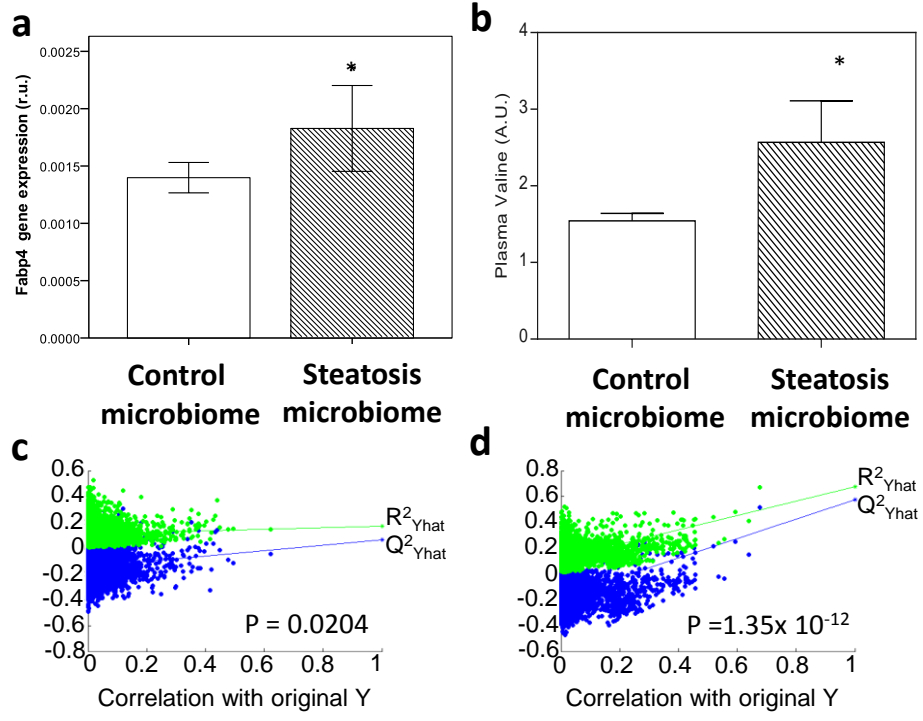 a
Fabp4 gene expression (r.u.)
0.0025
0.0020
0.0015
0.0010
0.0005
0.0000
*
Control
microbiome
Steatosis
microbiome
b
Plasma Valine (A.U.)
4
3
2
1
0
*
Control
microbiome
Steatosis
microbiome
c
0.6
0.4
0.2
0
-0.2
-0.4
-0.6
-0.8
R²Yhat
Q²Yhat
P = 0.0204
0 0.2 0.4 0.6 0.8 1
Correlation with original Y
d
0.8
0.6
0.4
0.2
0
-0.2
-0.4
-0.6
R²Yhat
Q²Yhat
P =1.35x 10⁻¹²
0 0.2 0.4 0.6 0.8 1
Correlation with original Y